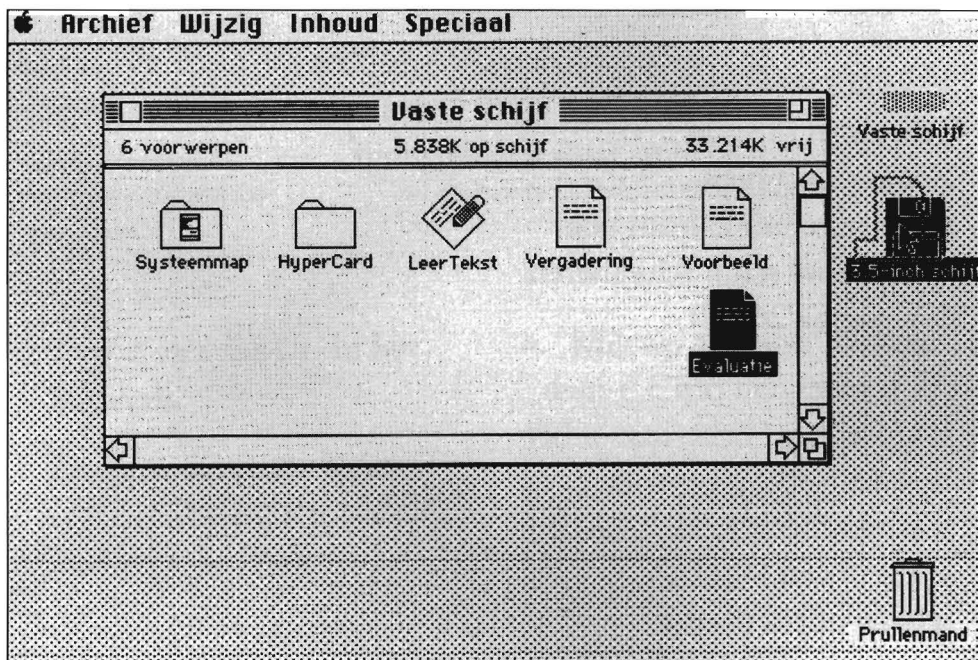 Archief Wijzig Inhoud Speciaal
Vaste schijf
6 voorwerpen 5.838K op schijf 33.214K vrij
Vaste schijf
Systeemmap HyperCard LeerTekst Vergadering Voorbeeld
3.5-inch schijf
Evaluatie
Prullenmand